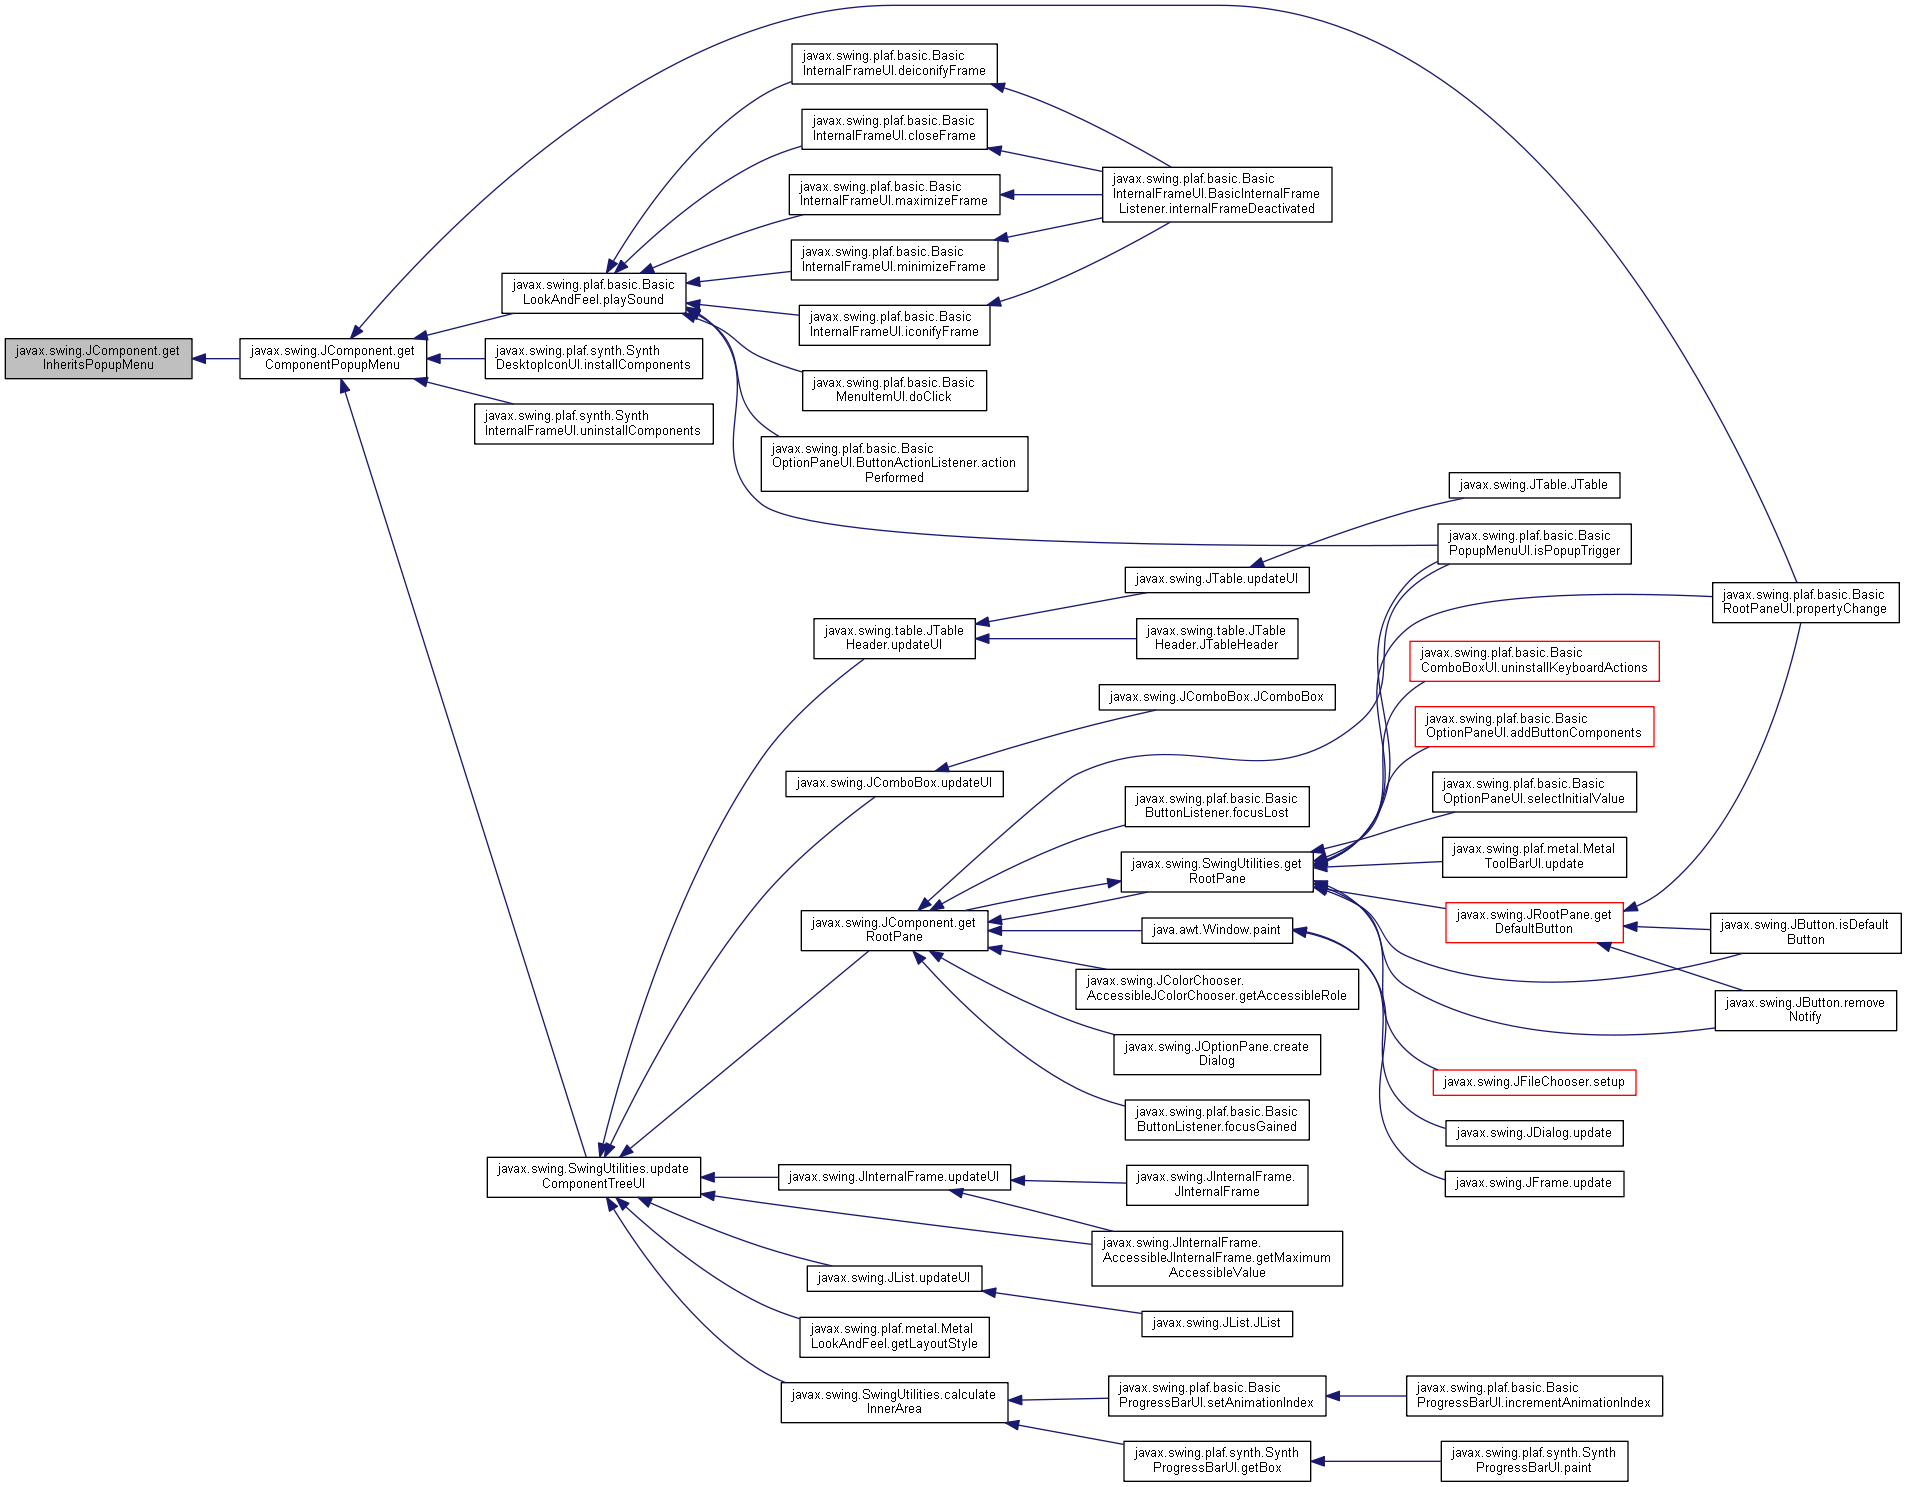 javax.swing.JComponent.get
InheritsPopupMenu
javax.swing.JComponent.get
ComponentPopupMenu
javax.swing.plaf.basic.Basic
LookAndFeel.playSound
javax.swing.plaf.synth.Synth
DesktopIconUI.installComponents
javax.swing.plaf.synth.Synth
InternalFrameUI.uninstallComponents
javax.swing.SwingUtilities.update
ComponentTreeUI
javax.swing.plaf.basic.Basic
InternalFrameUI.deiconifyFrame
javax.swing.plaf.basic.Basic
InternalFrameUI.closeFrame
javax.swing.plaf.basic.Basic
InternalFrameUI.maximizeFrame
javax.swing.plaf.basic.Basic
InternalFrameUI.minimizeFrame
javax.swing.plaf.basic.Basic
InternalFrameUI.iconifyFrame
javax.swing.plaf.basic.Basic
MenuItemUI.doClick
javax.swing.plaf.basic.Basic
OptionPaneUI.ButtonActionListener.action
Performed
javax.swing.table.JTable
Header.updateUI
javax.swing.JComboBox.updateUI
javax.swing.JComponent.get
RootPane
javax.swing.JInternalFrame.updateUI
javax.swing.JList.updateUI
javax.swing.plaf.metal.Metal
LookAndFeel.getLayoutStyle
javax.swing.SwingUtilities.calculate
InnerArea
javax.swing.plaf.basic.Basic
InternalFrameUI.BasicInternalFrame
Listener.internalFrameDeactivated
javax.swing.JTable.updateUI
javax.swing.table.JTable
Header.JTableHeader
javax.swing.JComboBox.JComboBox
javax.swing.plaf.basic.Basic
ButtonListener.focusLost
javax.swing.SwingUtilities.get
RootPane
java.awt.Window.paint
javax.swing.JColorChooser.
AccessibleJColorChooser.getAccessibleRole
javax.swing.JOptionPane.create
Dialog
javax.swing.plaf.basic.Basic
ButtonListener.focusGained
javax.swing.JInternalFrame.
JInternalFrame
javax.swing.JInternalFrame.
AccessibleJInternalFrame.getMaximum
AccessibleValue
javax.swing.JList.JList
javax.swing.plaf.basic.Basic
ProgressBarUI.setAnimationIndex
javax.swing.plaf.synth.Synth
ProgressBarUI.getBox
javax.swing.JTable.JTable
javax.swing.plaf.basic.Basic
PopupMenuUI.isPopupTrigger
javax.swing.plaf.basic.Basic
ComboBoxUI.uninstallKeyboardActions
javax.swing.plaf.basic.Basic
OptionPaneUI.addButtonComponents
javax.swing.plaf.basic.Basic
OptionPaneUI.selectInitialValue
javax.swing.plaf.metal.Metal
ToolBarUI.update
javax.swing.JRootPane.get
DefaultButton
javax.swing.JFileChooser.setup
javax.swing.JDialog.update
javax.swing.JFrame.update
javax.swing.plaf.basic.Basic
ProgressBarUI.incrementAnimationIndex
javax.swing.plaf.synth.Synth
ProgressBarUI.paint
javax.swing.plaf.basic.Basic
RootPaneUI.propertyChange
javax.swing.JButton.isDefault
Button
javax.swing.JButton.remove
Notify